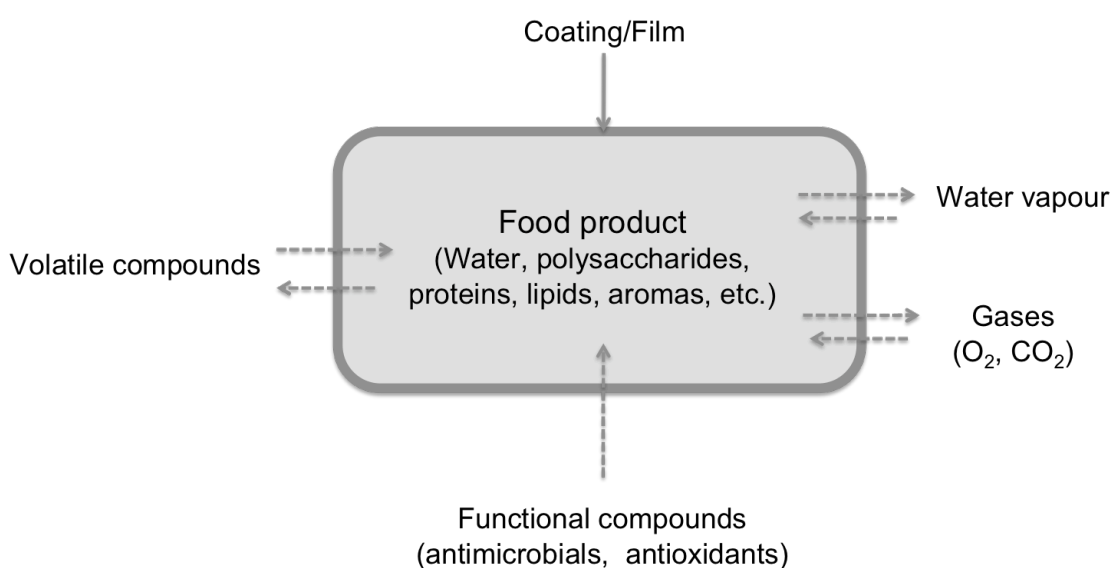 Coating/Film
Food product
(Water, polysaccharides,
proteins, lipids, aromas, etc.)
Water vapour
Volatile compounds
Gases
(O₂, CO₂)
Functional compounds
(antimicrobials, antioxidants)